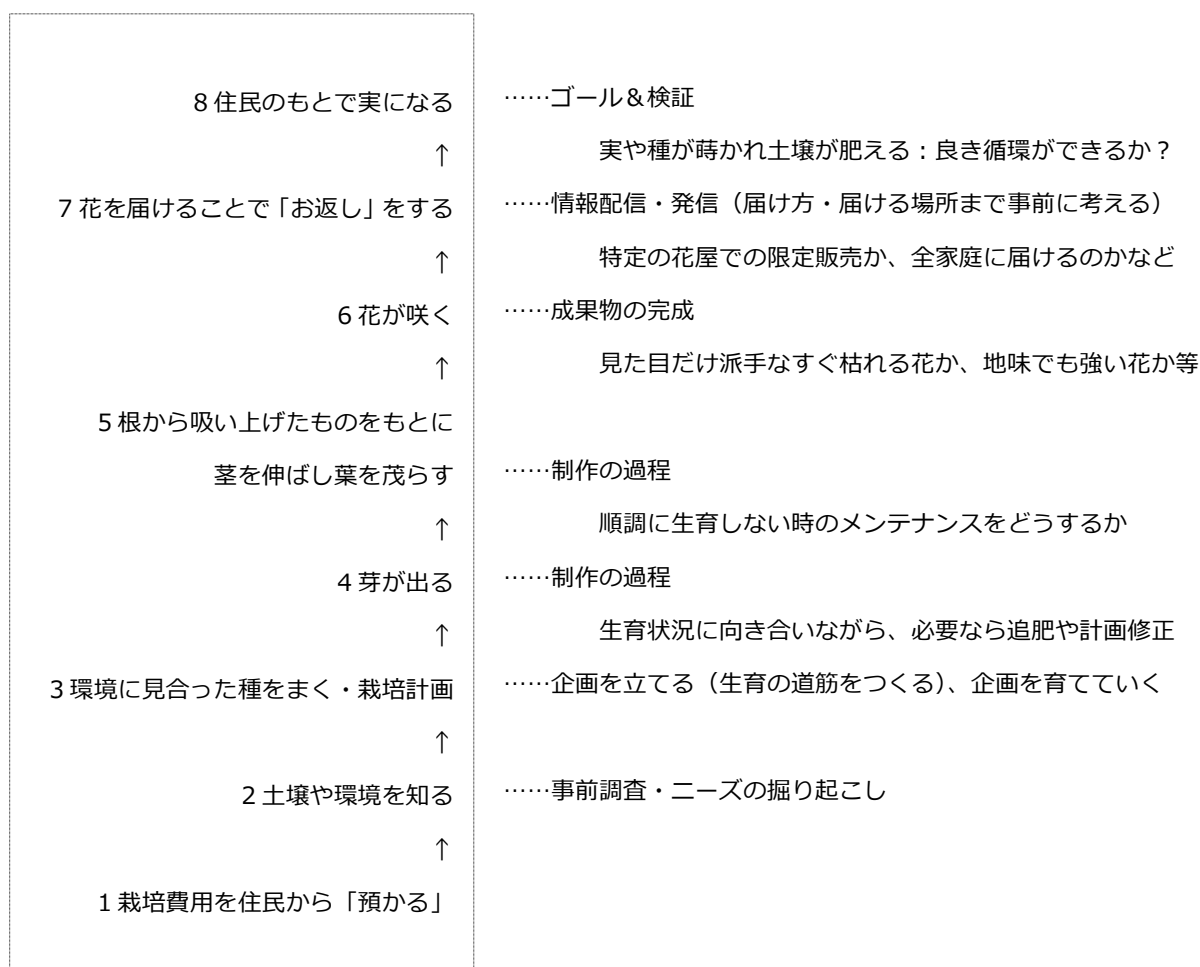 8 住民のもとで実になる ……ゴール＆検証
↑ 実や種が蒔かれ土壌が肥える：良き循環ができるか？
7 花を届けることで「お返し」をする ……情報配信・発信（届け方・届ける場所まで事前に考える）
↑ 特定の花屋での限定販売か、全家庭に届けるのかなど
6 花が咲く ……成果物の完成
↑ 見た目だけ派手なすぐ枯れる花か、地味でも強い花か等
5 根から吸い上げたものをもとに
茎を伸ばし葉を茂らす ……制作の過程
↑ 順調に生育しない時のメンテナンスをどうするか
4 芽が出る ……制作の過程
↑ 生育状況に向き合いながら、必要なら追肥や計画修正
3 環境に見合った種をまく・栽培計画 ……企画を立てる（生育の道筋をつくる）、企画を育てていく
↑
2 土壌や環境を知る ……事前調査・ニーズの掘り起こし
↑
1 栽培費用を住民から「預かる」